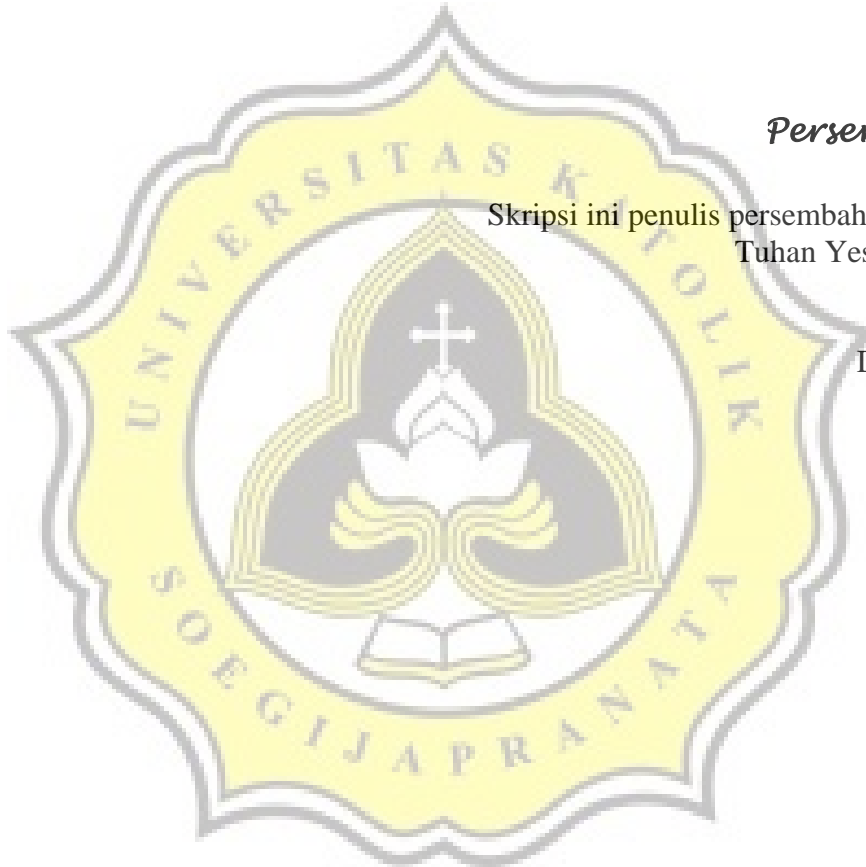 Persem
Skripsi ini penulis persembah
Tuhan Yes
UNIVERSITAS KATOLIK
SOEGIJAPRANATA